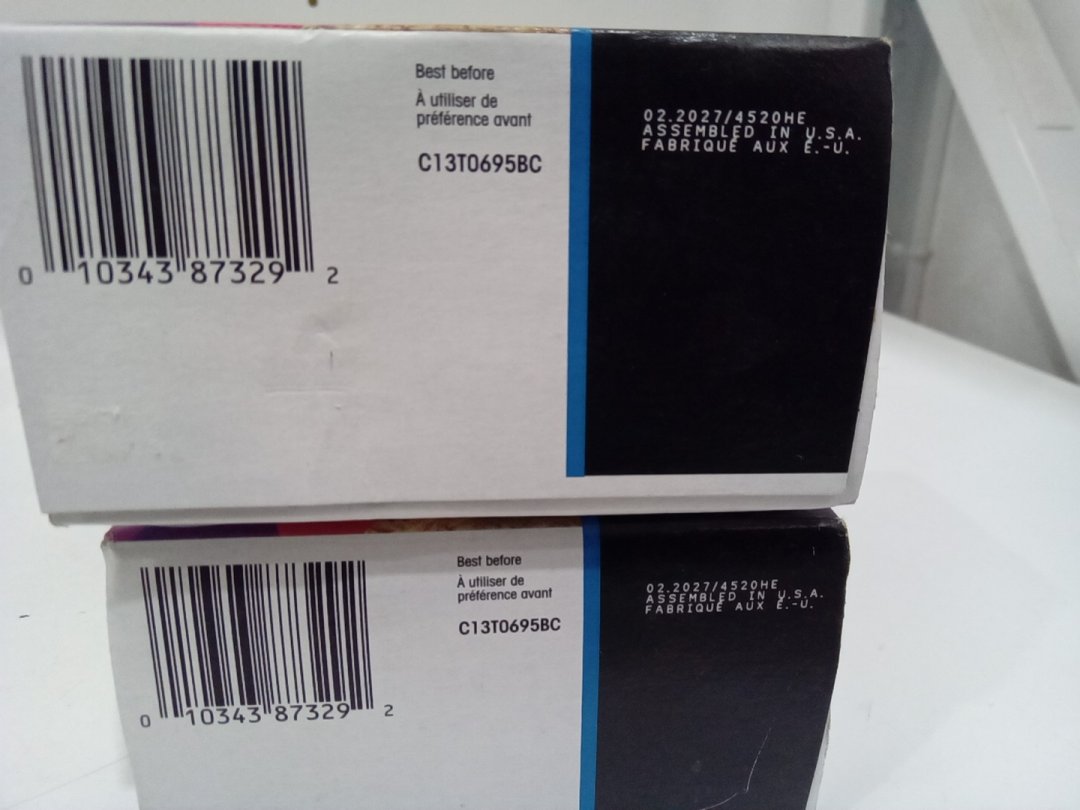 Best before
À utiliser de
préférence avant
C13T0695BC
02.2027/4520HE
ASSEMBLED IN U.S.A.
FABRIQUÉ AUX É.-U.
0 10343 87329 2
Best before
À utiliser de
préférence avant
C13T0695BC
02.2027/4520HE
ASSEMBLED IN U.S.A.
FABRIQUÉ AUX É.-U.
0 10343 87329 2